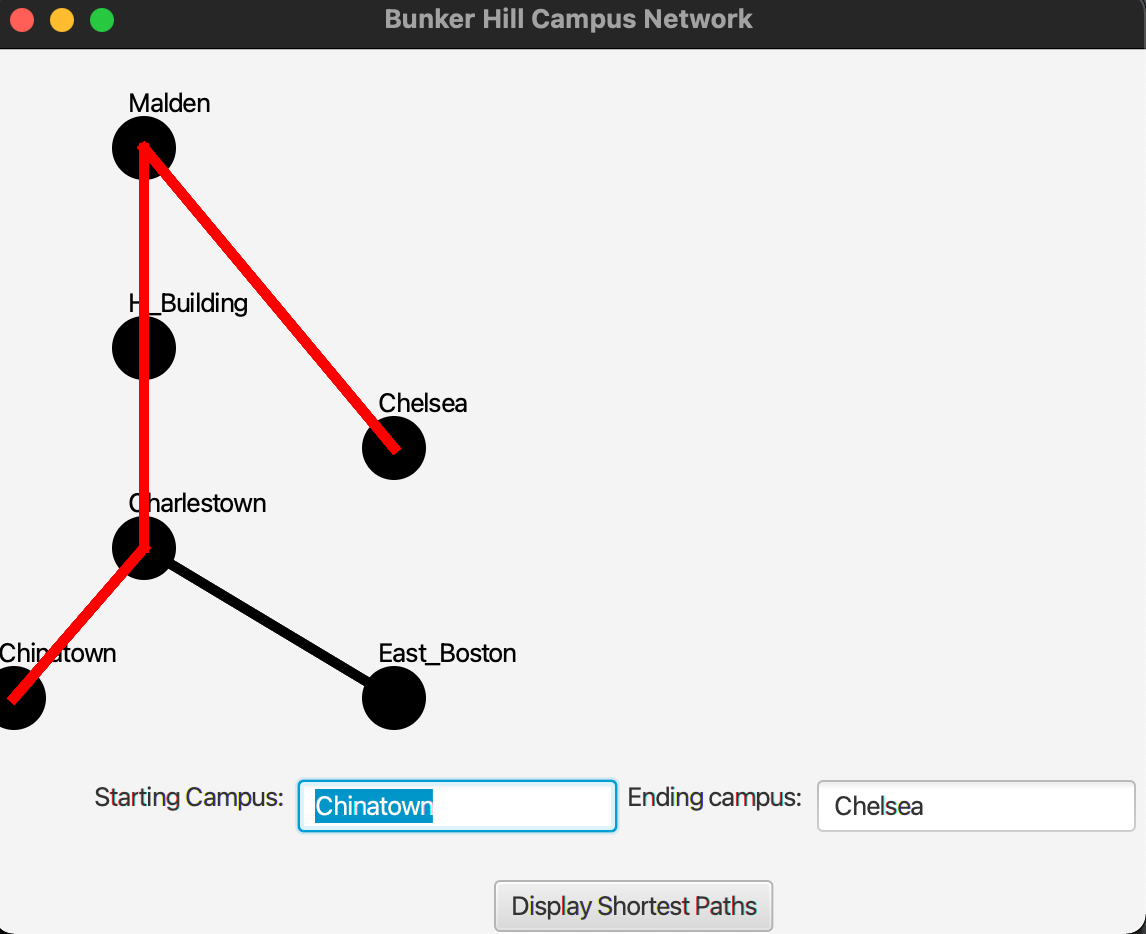 Bunker Hill Campus Network
Malden
H_Building
Chelsea
Charlestown
Chinatown
East_Boston
Starting Campus:
Chinatown
Ending campus:
Chelsea
Display Shortest Paths